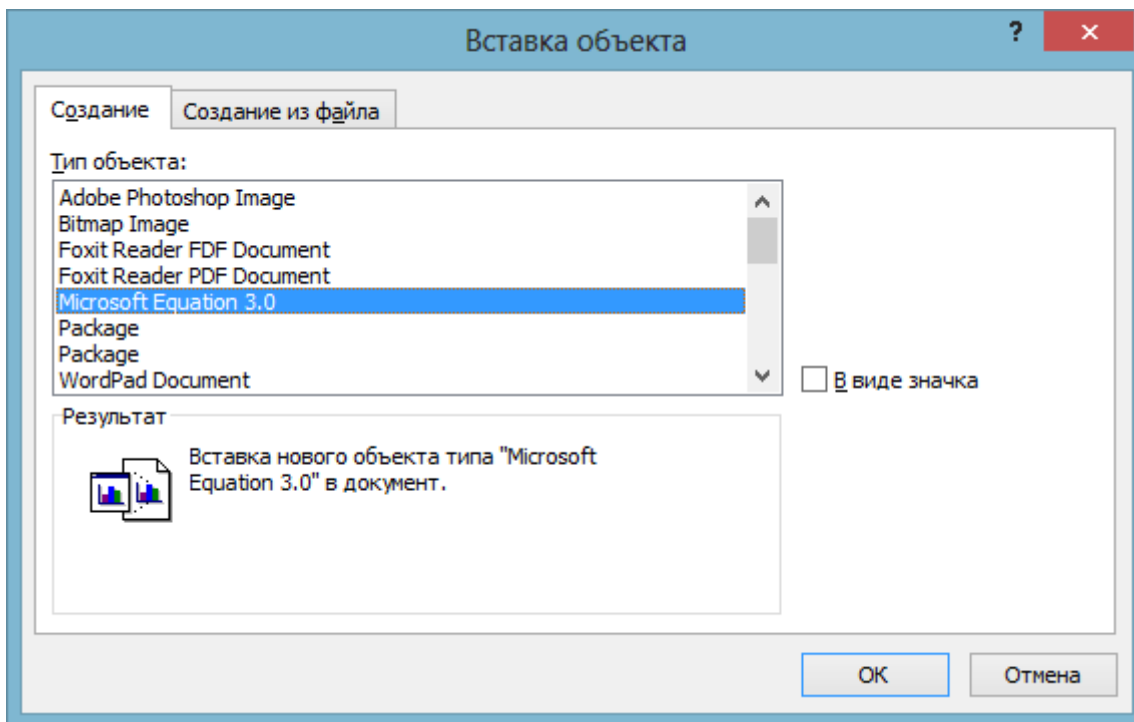 Вставка объекта
?
×
Создание
Создание из файла
Тип объекта:
Adobe Photoshop Image
Bitmap Image
Foxit Reader FDF Document
Foxit Reader PDF Document
Microsoft Equation 3.0
Package
Package
WordPad Document
В виде значка
Результат
Вставка нового объекта типа "Microsoft
Equation 3.0" в документ.
ОК
Отмена